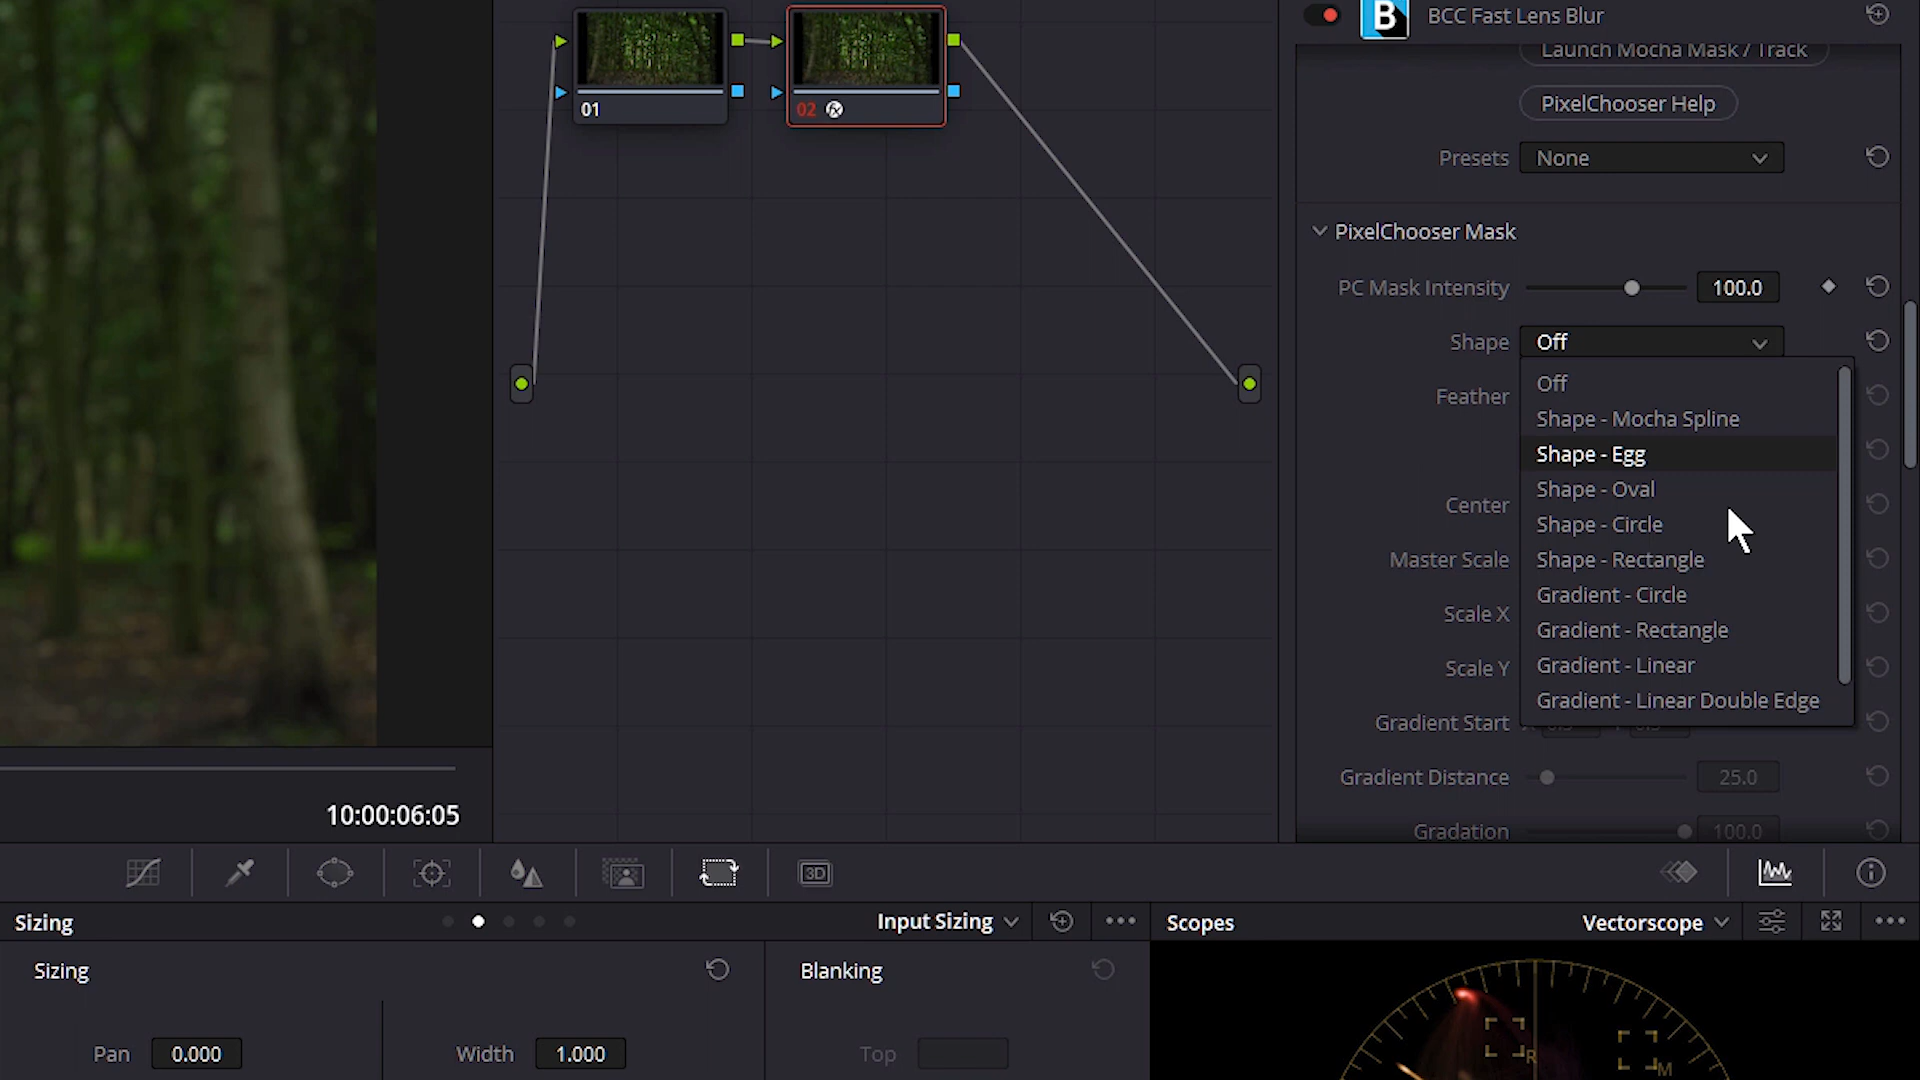 B BCC Fast Lens Blur
Launch Mocha Mask / Track
PixelChooser Help
Presets None
PixelChooser Mask
PC Mask Intensity 100.0
Shape Off
Off
Feather
Shape - Mocha Spline
Shape - Egg
Shape - Oval
Center
Shape - Circle
Master Scale
Shape - Rectangle
Gradient - Circle
Scale X
Gradient - Rectangle
Scale Y
Gradient - Linear
Gradient - Linear Double Edge
Gradient Start
Gradient Distance 25.0
Gradation 100.0
01
02
10:00:06:05
3D
Sizing
Input Sizing
Scopes
Vectorscope
Sizing
Blanking
Pan 0.000
Width 1.000
Top
R
M